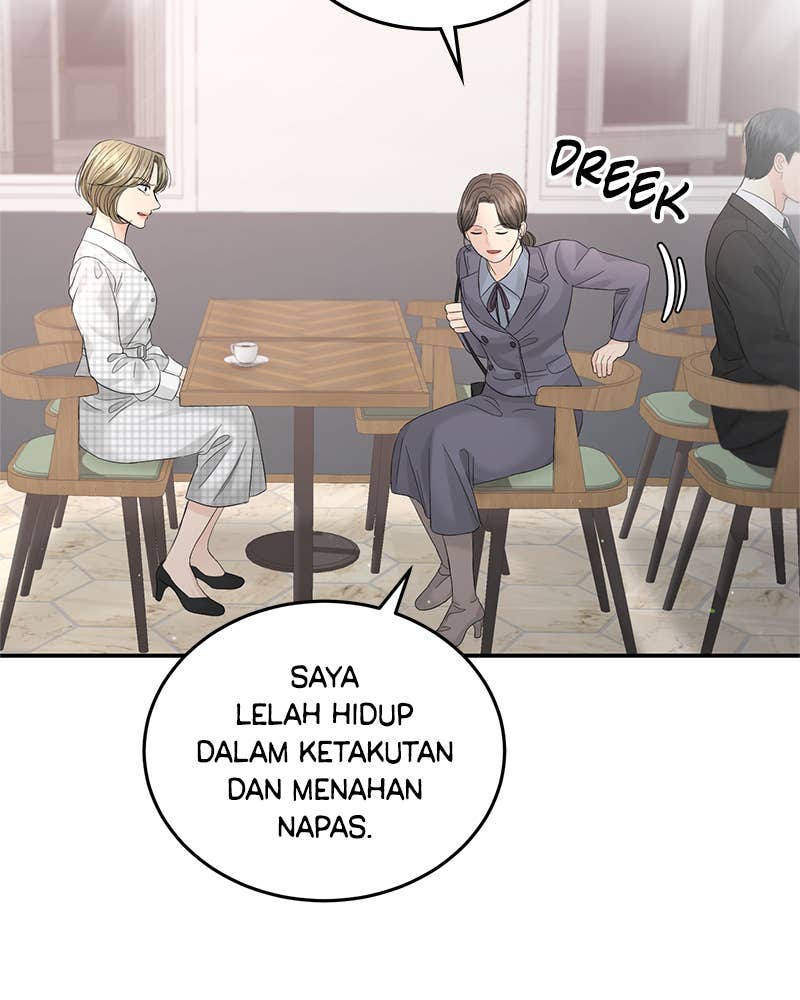 DREEK
SAYA
LELAH HIDUP
DALAM KETAKUTAN
DAN MENAHAN
NAPAS.